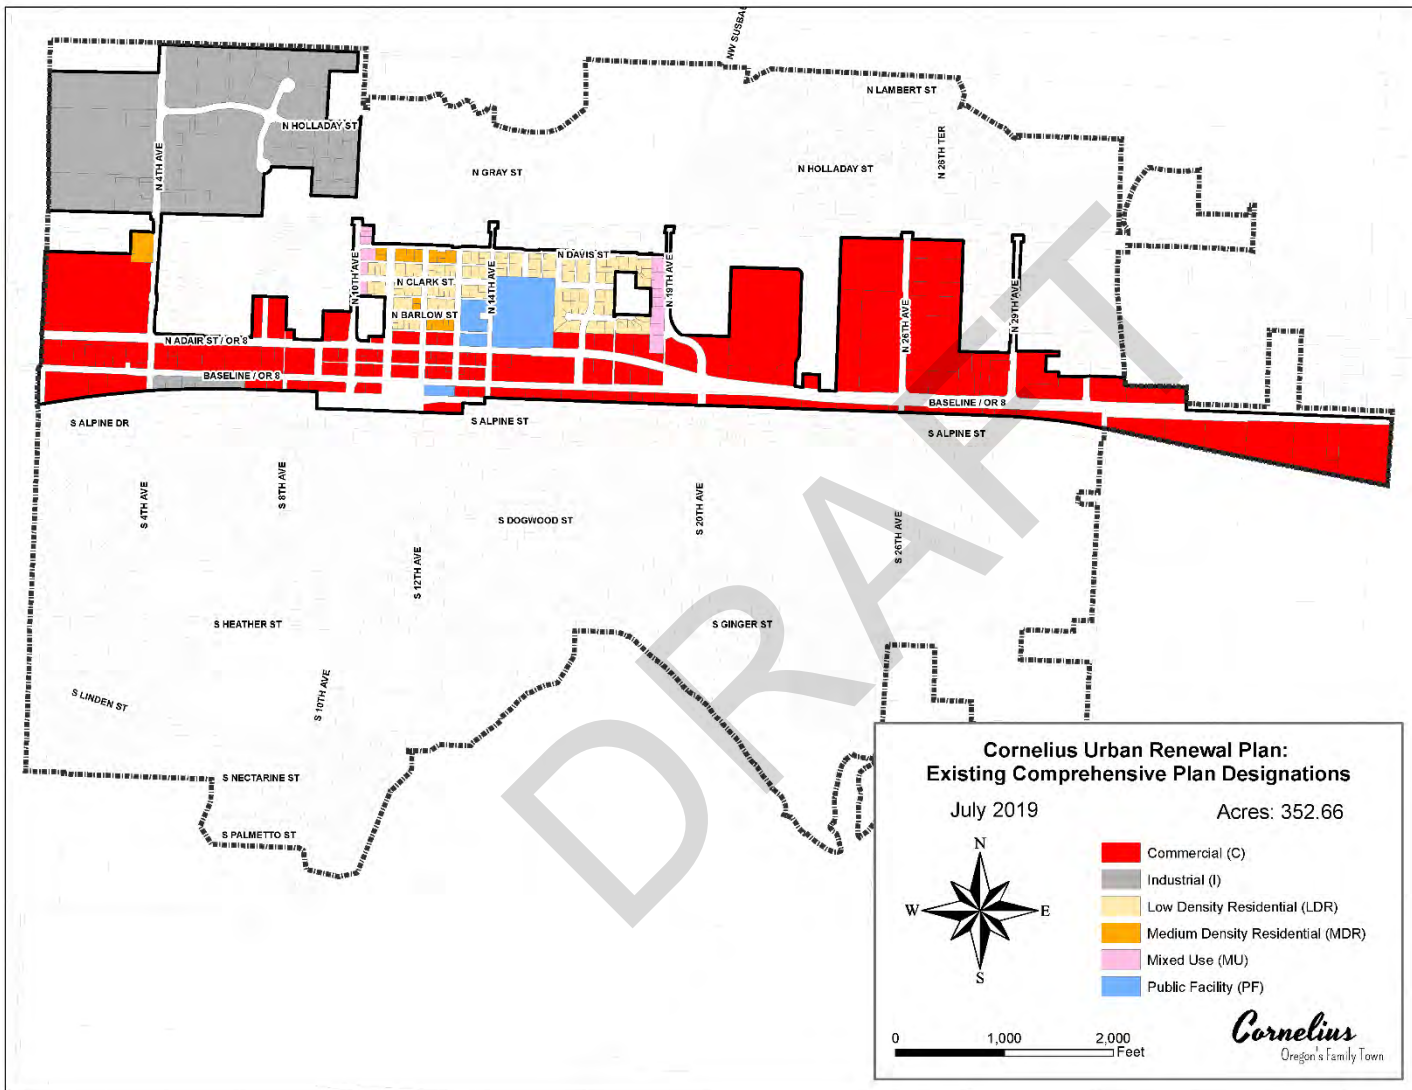 NW SUSBAU
N LAMBERT ST
N HOLLADAY ST
N 4TH AVE
N GRAY ST
N HOLLADAY ST
N 26TH TER
N DAVIS ST
N 10TH AVE
N CLARK ST
N 14TH AVE
N 19TH AVE
N BARLOW ST
N 26TH AVE
N 29TH AVE
N ADAIR ST / OR 8
BASELINE / OR 8
BASELINE / OR 8
S ALPINE DR
S ALPINE ST
S ALPINE ST
S 4TH AVE
S 8TH AVE
S DOGWOOD ST
S 20TH AVE
S 26TH AVE
S 12TH AVE
S HEATHER ST
S GINGER ST
S LINDEN ST
S 10TH AVE
S NECTARINE ST
S PALMETTO ST
DRAFT
Cornelius Urban Renewal Plan:
Existing Comprehensive Plan Designations
July 2019 Acres: 352.66
N
W E
S
Commercial (C)
Industrial (I)
Low Density Residential (LDR)
Medium Density Residential (MDR)
Mixed Use (MU)
Public Facility (PF)
0 1,000 2,000
Feet
Cornelius
Oregon's Family Town